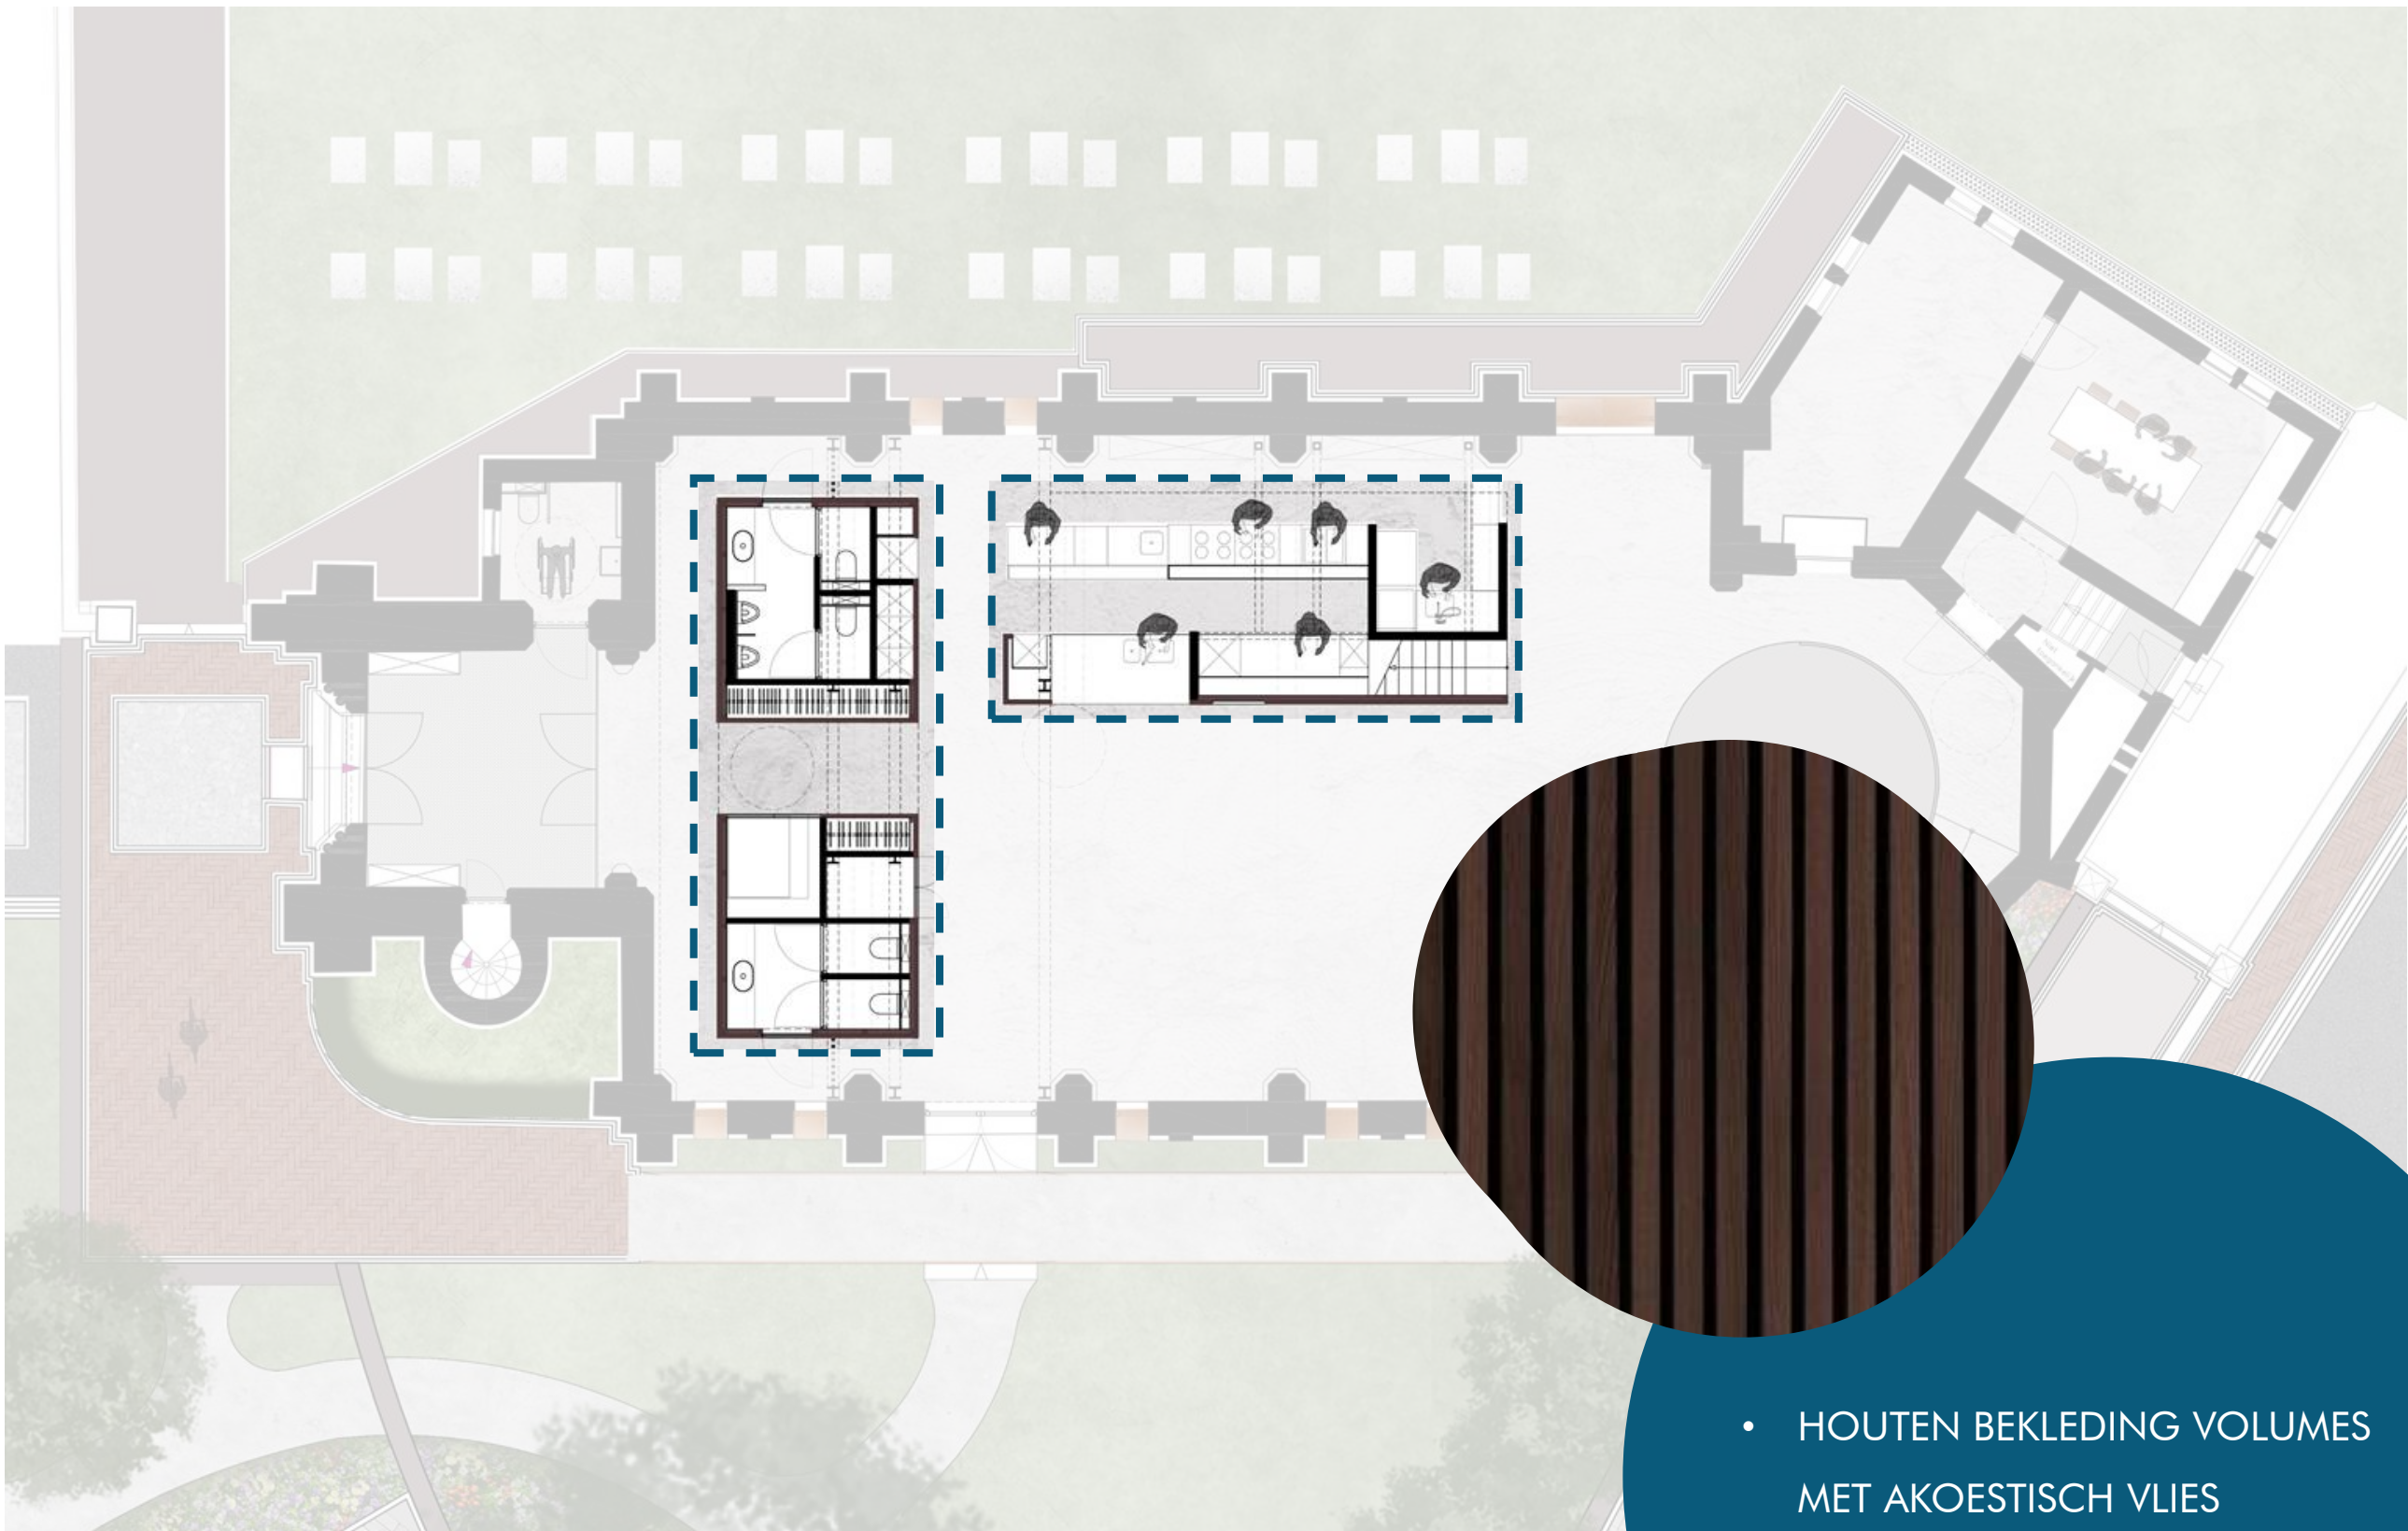 • HOUTEN BEKLEDING VOLUMES
MET AKOESTISCH VLIES